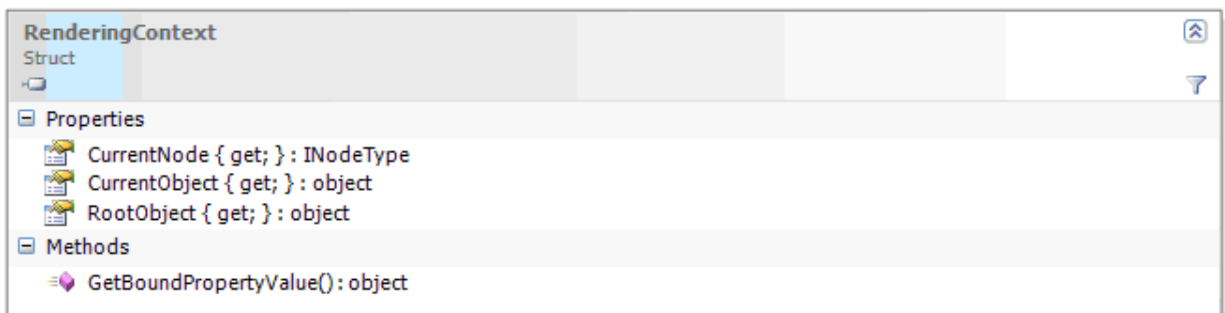 RenderingContext
Struct
Properties
CurrentNode { get; } : INodeType
CurrentObject { get; } : object
RootObject { get; } : object
Methods
GetBoundPropertyValue() : object